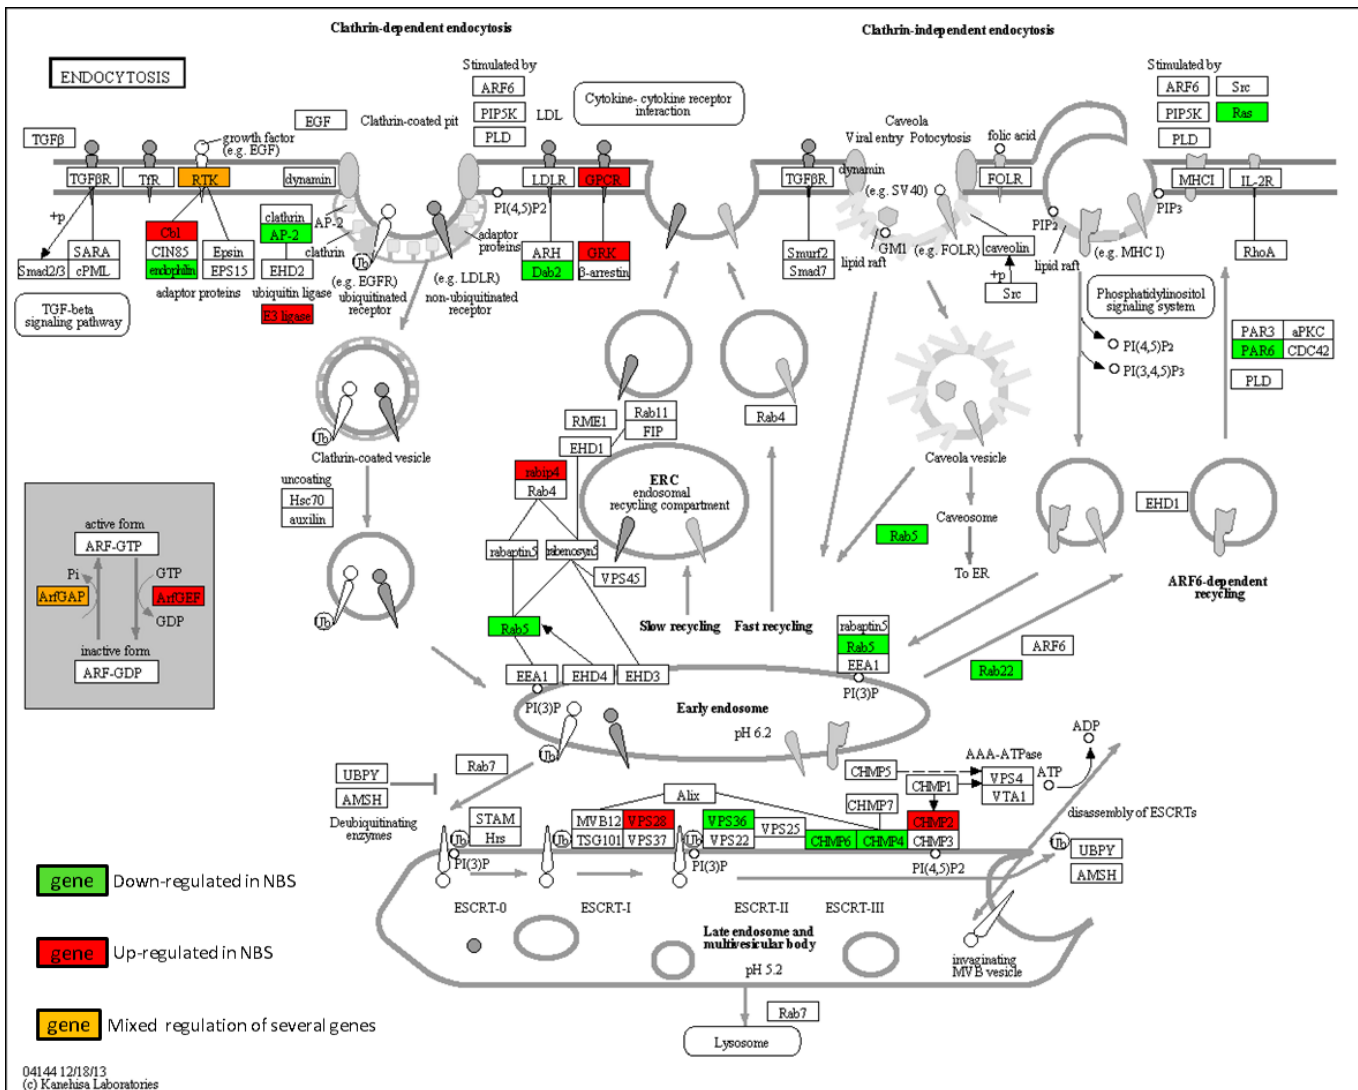 Clathrin-dependent endocytosis
Clathrin-independent endocytosis
ENDOCYTOSIS
Stimulated by
ARF6
PIP5K
PLD
LDL
Cytokine- cytokine receptor
interaction
Stimulated by
ARF6
Src
PIP5K
Ras
PLD
TGFβ
growth factor
(e.g. EGF)
EGF
Clathrin-coated pit
Caveola
Viral entry
Potocytosis
folic acid
TGFβR
TfR
RTK
dynamin
LDLR
GPCR
TGFβR
dynamin
FOLR
MHCI
IL-2R
PI(4,5)P2
(e.g. SV40)
PIP2
PIP3
+p
SARA
Smad2/3
cPML
Cbl
CIN85
endophilin
Epsin
EPS15
adaptor proteins
clathrin
AP-2
EHD2
AP-2
clathrin
ubiquitin ligase
E3 ligase
Ub
(e.g. EGFR)
ubiquitinated
receptor
(e.g. LDLR)
non-ubiquitinated
receptor
adaptor
proteins
ARH
Dab2
GRK
β-arrestin
Smurf2
Smad7
lipid raft
GM1
(e.g. FOLR)
caveolin
+p
Src
lipid raft
(e.g. MHC I)
RhoA
TGF-beta
signaling pathway
Phosphatidylinositol
signaling system
PI(4,5)P2
PI(3,4,5)P3
PAR3
aPKC
PAR6
CDC42
PLD
Ub
Clathrin-coated vesicle
uncoating
Hsc70
auxilin
Ub
RME1
Rab11
FIP
EHD1
Rab4
rabip4
Rab4
ERC
endosomal
recycling compartment
Caveola vesicle
Caveosome
To ER
Rab5
EHD1
ARF6-dependent
recycling
rabaptin5
rabenosyn5
VPS45
Rab5
Slow recycling
Fast recycling
rabaptin5
Rab5
EEA1
PI(3)P
ARF6
Rab22
active form
ARF-GTP
Pi
GTP
ArfGAP
ArfGEF
GDP
inactive form
ARF-GDP
EEA1
EHD4
EHD3
PI(3)P
Early endosome
pH 6.2
Ub
Rab7
UBPY
AMSH
Deubiquitinating
enzymes
STAM
Hrs
Ub
PI(3)P
Alix
MVB12
VPS28
TSG101
VPS37
Ub
VPS36
VPS22
VPS25
Ub
PI(3)P
CHMP7
CHMP6
CHMP4
CHMP5
CHMP1
CHMP2
CHMP3
PI(4,5)P2
AAA-ATPase
VPS4
VTA1
ATP
ADP
disassembly of ESCRTs
Ub
UBPY
AMSH
ESCRT-0
ESCRT-I
ESCRT-II
ESCRT-III
Late endosome and
multivesicular body
pH 5.2
invaginating
MVB vesicle
Rab7
Lysosome
gene Down-regulated in NBS
gene Up-regulated in NBS
gene Mixed regulation of several genes
04144 12/18/13
(c) Kanehisa Laboratories